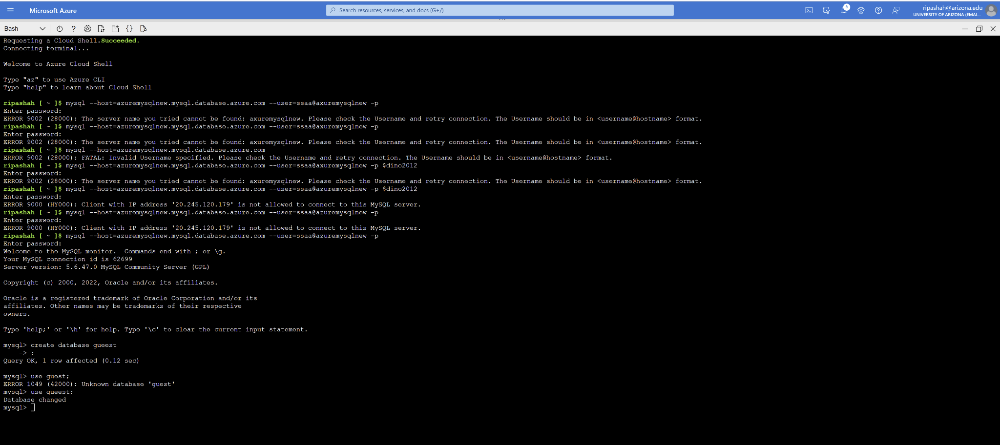 Microsoft Azure
Search resources, services, and docs (G+/)
6
ripashah@arizona.edu
UNIVERSITY OF ARIZONA (EMAI...
Bash
Requesting a Cloud Shell.Succeeded.
Connecting terminal...
Welcome to Azure Cloud Shell
Type "az" to use Azure CLI
Type "help" to learn about Cloud Shell
ripashah [ ~ ]$ mysql --host=azuremysqlnew.mysql.database.azure.com --user=ssaa@axuremysqlnew -p
Enter password:
ERROR 9002 (28000): The server name you tried cannot be found: axuremysqlnew. Please check the Username and retry connection. The Username should be in <username@hostname> format.
ripashah [ ~ ]$ mysql --host=azuremysqlnew.mysql.database.azure.com --user=ssaa@axuremysqlnew -p
Enter password:
ERROR 9002 (28000): The server name you tried cannot be found: axuremysqlnew. Please check the Username and retry connection. The Username should be in <username@hostname> format.
ripashah [ ~ ]$ mysql --host=azuremysqlnew.mysql.database.azure.com
ERROR 9002 (28000): FATAL: Invalid Username specified. Please check the Username and retry connection. The Username should be in <username@hostname> format.
ripashah [ ~ ]$ mysql --host=azuremysqlnew.mysql.database.azure.com --user=ssaa@axuremysqlnew -p $dino2012
Enter password:
ERROR 9002 (28000): The server name you tried cannot be found: axuremysqlnew. Please check the Username and retry connection. The Username should be in <username@hostname> format.
ripashah [ ~ ]$ mysql --host=azuremysqlnew.mysql.database.azure.com --user=ssaa@azuremysqlnew -p $dino2012
Enter password:
ERROR 9000 (HY000): Client with IP address '20.245.120.179' is not allowed to connect to this MySQL server.
ripashah [ ~ ]$ mysql --host=azuremysqlnew.mysql.database.azure.com --user=ssaa@azuremysqlnew -p
Enter password:
ERROR 9000 (HY000): Client with IP address '20.245.120.179' is not allowed to connect to this MySQL server.
ripashah [ ~ ]$ mysql --host=azuremysqlnew.mysql.database.azure.com --user=ssaa@azuremysqlnew -p
Enter password:
Welcome to the MySQL monitor.  Commands end with ; or \g.
Your MySQL connection id is 62699
Server version: 5.6.47.0 MySQL Community Server (GPL)
Copyright (c) 2000, 2022, Oracle and/or its affiliates.
Oracle is a registered trademark of Oracle Corporation and/or its
affiliates. Other names may be trademarks of their respective
owners.
Type 'help;' or '\h' for help. Type '\c' to clear the current input statement.
mysql> create database gueest
    -> ;
Query OK, 1 row affected (0.12 sec)
mysql> use guest;
ERROR 1049 (42000): Unknown database 'guest'
mysql> use gueest;
Database changed
mysql>